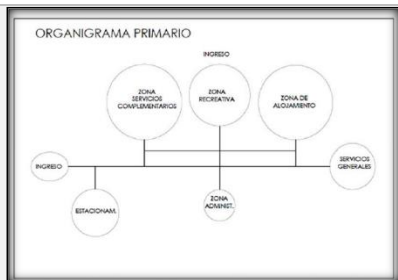 ORGANIGRAMA PRIMARIO
INGRESO
ZONA
SERVICIOS
COMPLEMENTARIOS
ZONA
RECREATIVA
ZONA DE
ALOJAMIENTO
INGRESO
SERVICIOS
GENERALES
ESTACIONAM.
ZONA
ADMINIST.